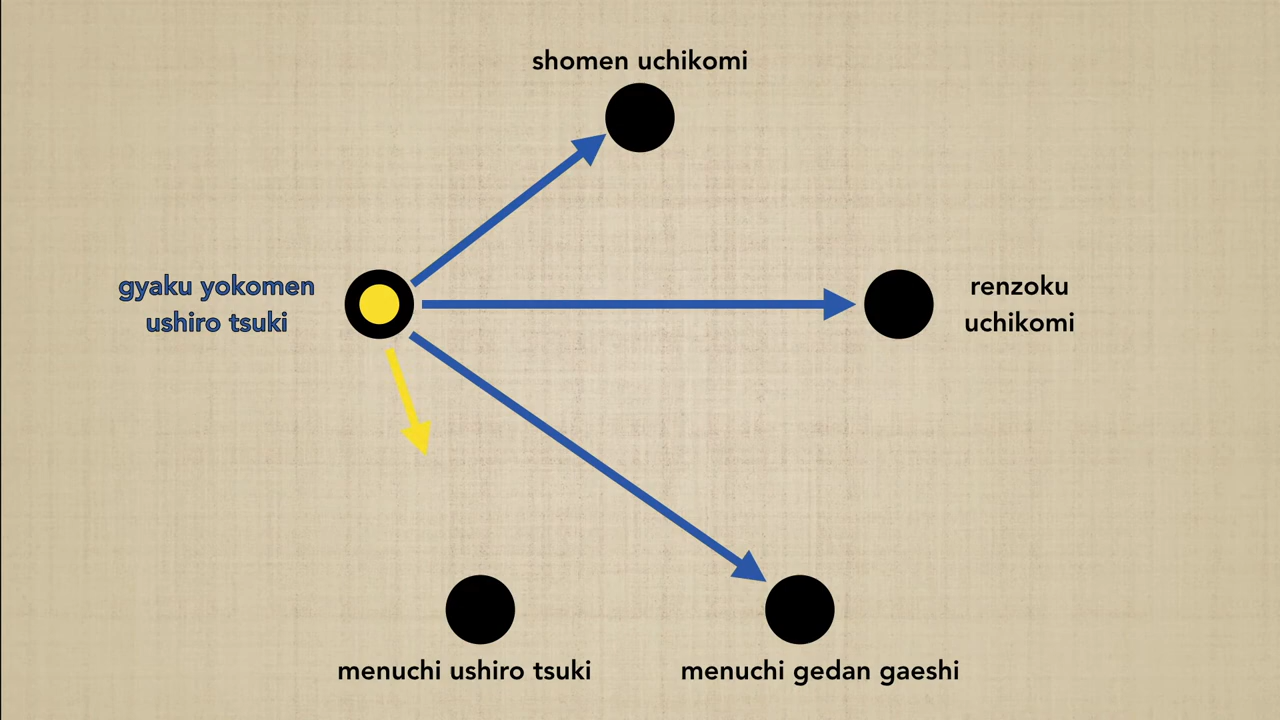 shomen uchikomi
gyaku yokomen
ushiro tsuki
renzoku
uchikomi
menuchi ushiro tsuki
menuchi gedan gaeshi